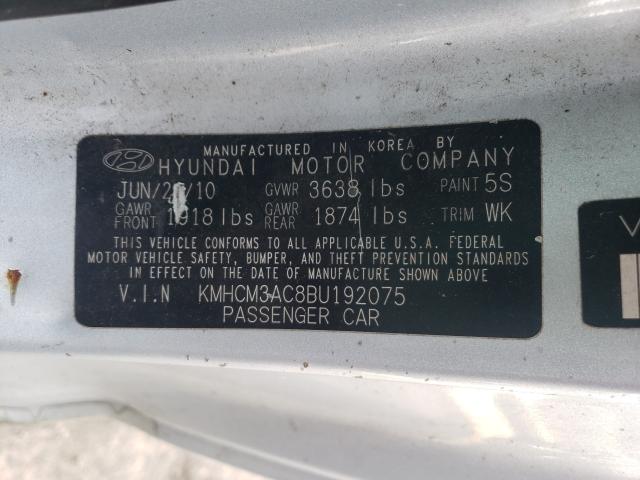 MANUFACTURED IN KOREA BY
HYUNDAI MOTOR COMPANY
JUN/ /10 GVWR 3638 lbs PAINT 5S
GAWR FRONT 1918 lbs GAWR REAR 1874 lbs TRIM WK
THIS VEHICLE CONFORMS TO ALL APPLICABLE U.S.A. FEDERAL
MOTOR VEHICLE SAFETY, BUMPER, AND THEFT PREVENTION STANDARDS
IN EFFECT ON THE DATE OF MANUFACTURE SHOWN ABOVE
V.I.N KMHCM3AC8BU192075
PASSENGER CAR
V